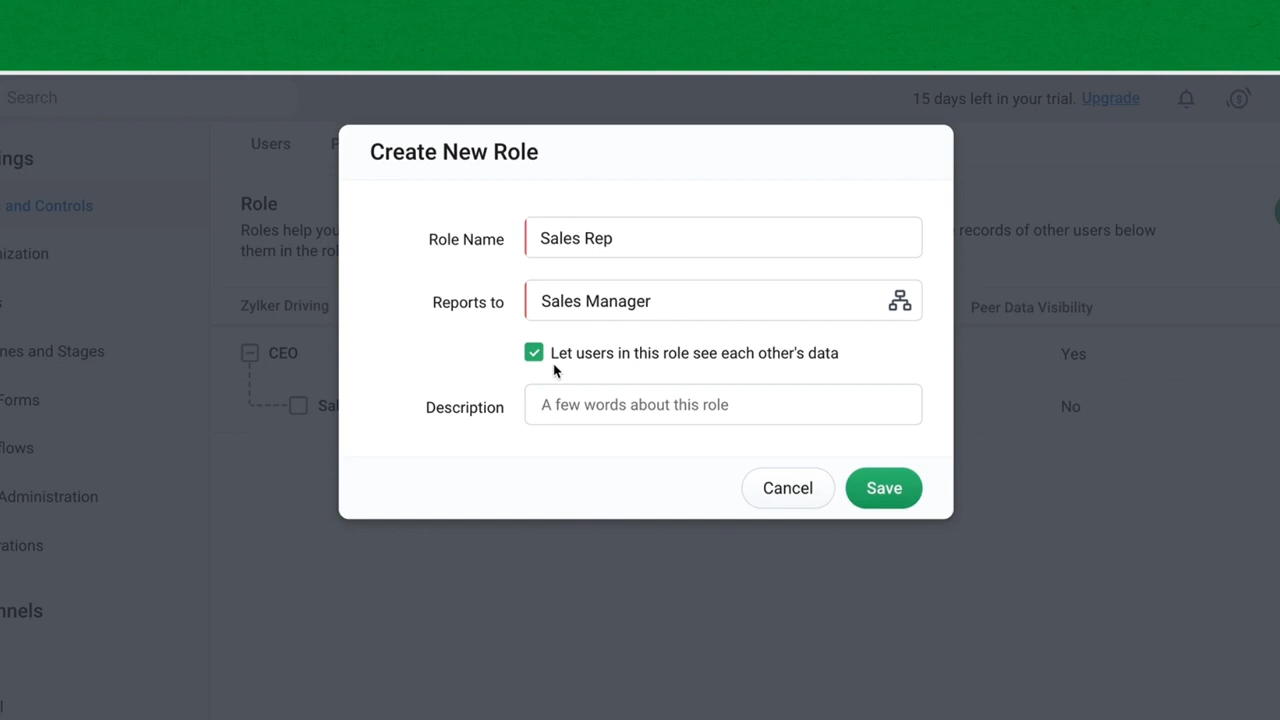 Search
15 days left in your trial. Upgrade
ings
Users
Create New Role
and Controls
Role
Roles help you
records of other users below
them in the rol
Role Name
Sales Rep
ization
Reports to
Sales Manager
Zylker Driving
Peer Data Visibility
s
nes and Stages
CEO
Let users in this role see each other's data
Yes
Forms
Sal
Description
A few words about this role
No
flows
Administration
Cancel
Save
rations
nnels
l